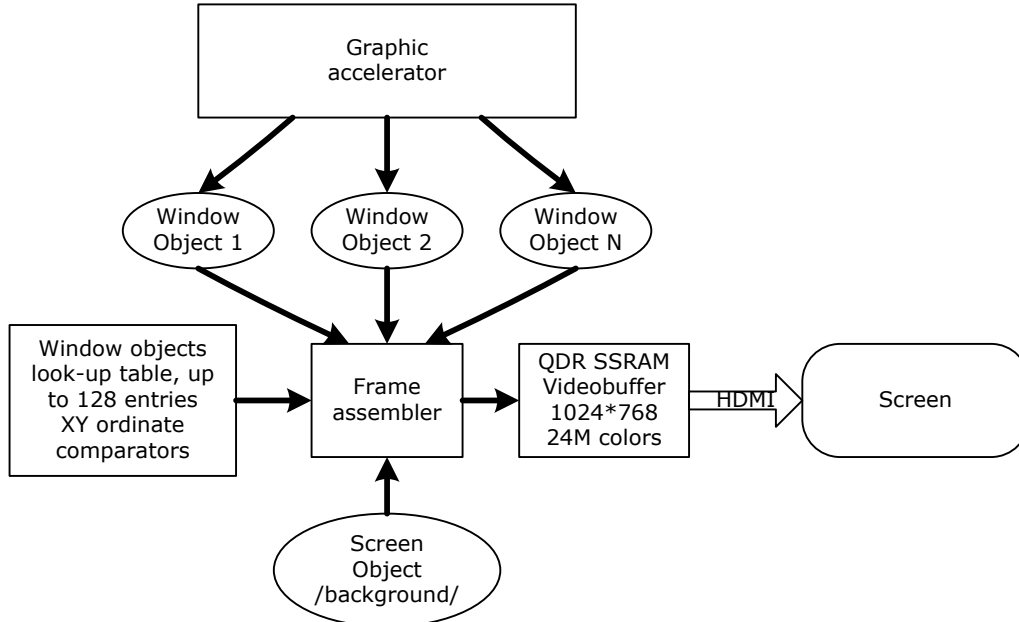 Graphic
accelerator
Window
Object 1
Window
Object 2
Window
Object N
Window objects
look-up table, up
to 128 entries
XY ordinate
comparators
Frame
assembler
QDR SSRAM
Videobuffer
1024*768
24M colors
HDMI
Screen
Screen
Object
/background/